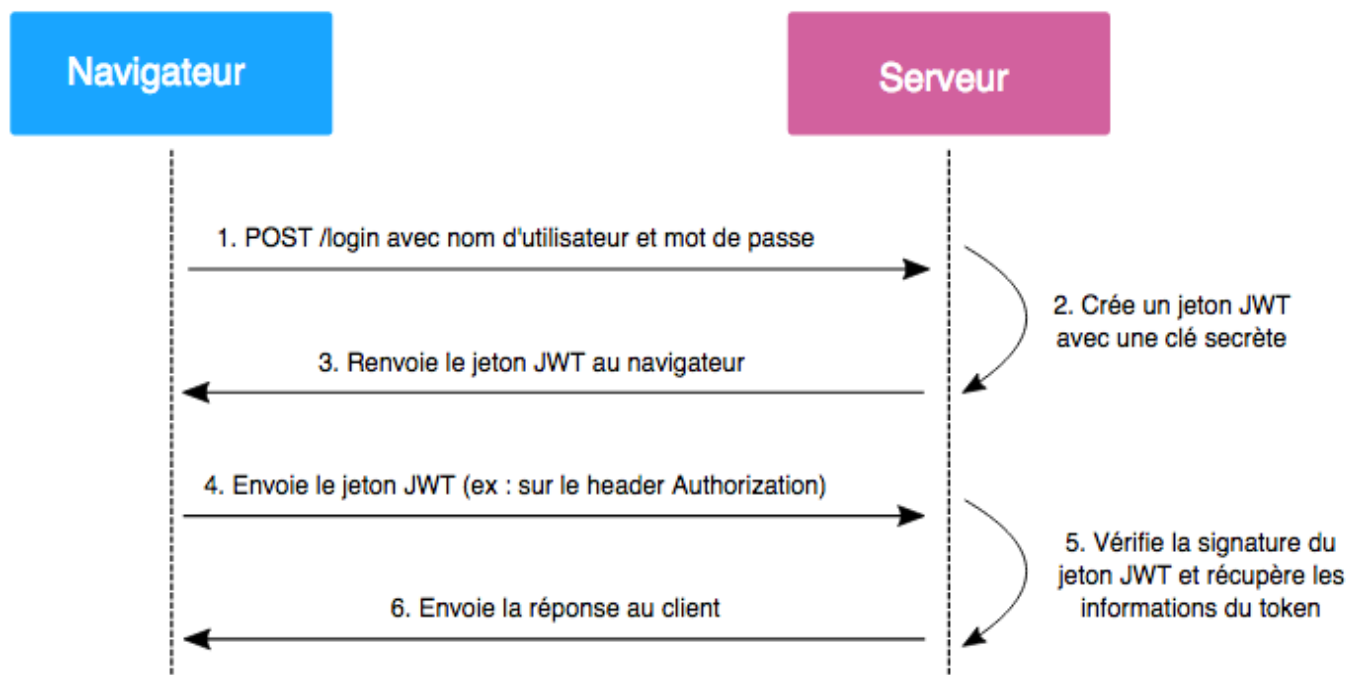 Navigateur
Serveur
1. POST /login avec nom d'utilisateur et mot de passe
2. Crée un jeton JWT
avec une clé secrète
3. Renvoie le jeton JWT au navigateur
4. Envoie le jeton JWT (ex : sur le header Authorization)
5. Vérifie la signature du
jeton JWT et récupère les
informations du token
6. Envoie la réponse au client